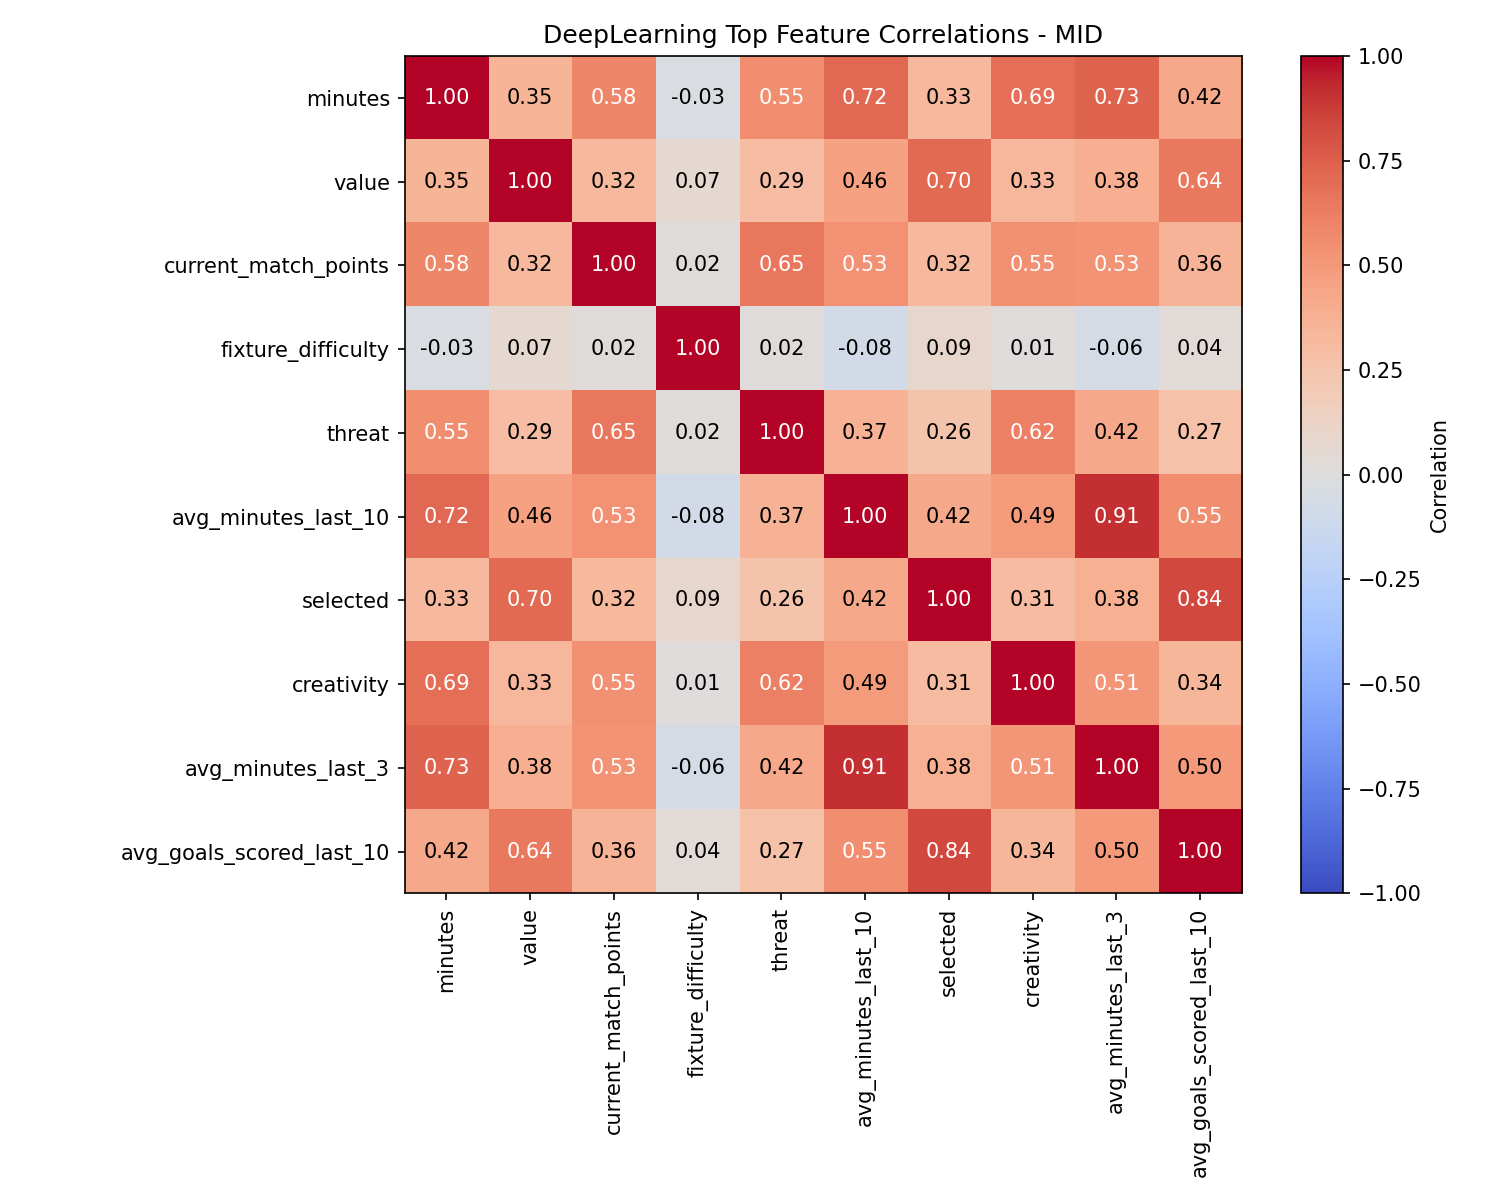 DeepLearning Top Feature Correlations - MID
minutes 1.00 0.35 0.58 -0.03 0.55 0.72 0.33 0.69 0.73 0.42
value 0.35 1.00 0.32 0.07 0.29 0.46 0.70 0.33 0.38 0.64
current_match_points 0.58 0.32 1.00 0.02 0.65 0.53 0.32 0.55 0.53 0.36
fixture_difficulty -0.03 0.07 0.02 1.00 0.02 -0.08 0.09 0.01 -0.06 0.04
threat 0.55 0.29 0.65 0.02 1.00 0.37 0.26 0.62 0.42 0.27
avg_minutes_last_10 0.72 0.46 0.53 -0.08 0.37 1.00 0.42 0.49 0.91 0.55
selected 0.33 0.70 0.32 0.09 0.26 0.42 1.00 0.31 0.38 0.84
creativity 0.69 0.33 0.55 0.01 0.62 0.49 0.31 1.00 0.51 0.34
avg_minutes_last_3 0.73 0.38 0.53 -0.06 0.42 0.91 0.38 0.51 1.00 0.50
avg_goals_scored_last_10 0.42 0.64 0.36 0.04 0.27 0.55 0.84 0.34 0.50 1.00
minutes
value
current_match_points
fixture_difficulty
threat
avg_minutes_last_10
selected
creativity
avg_minutes_last_3
avg_goals_scored_last_10
1.00
0.75
0.50
0.25
0.00
−0.25
−0.50
−0.75
−1.00
Correlation